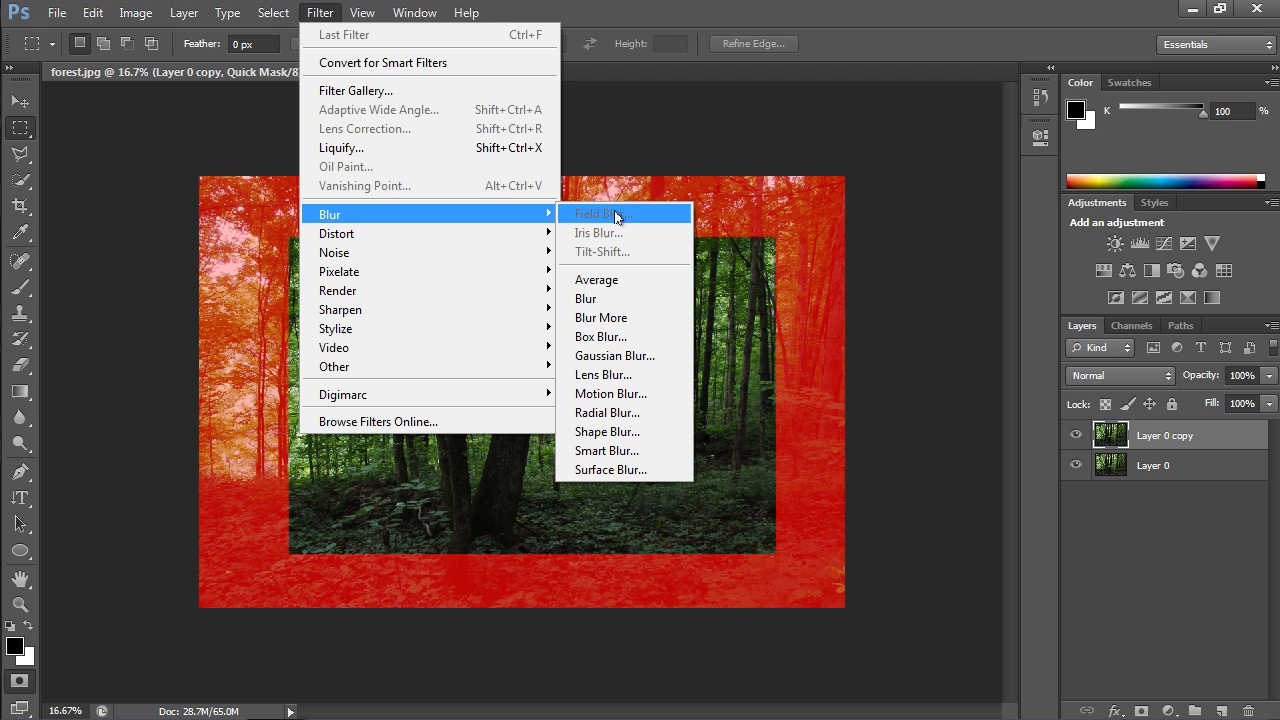 Ps File Edit Image Layer Type Select Filter View Window Help
Feather: 0 px Height: Refine Edge... Essentials
forest.jpg @ 16.7% (Layer 0 copy, Quick Mask/8)
Last Filter Ctrl+F
Convert for Smart Filters
Filter Gallery...
Adaptive Wide Angle... Shift+Ctrl+A
Lens Correction... Shift+Ctrl+R
Liquify... Shift+Ctrl+X
Oil Paint...
Vanishing Point... Alt+Ctrl+V
Blur
Distort
Noise
Pixelate
Render
Sharpen
Stylize
Video
Other
Digimarc
Browse Filters Online...
Field
Iris Blur...
Tilt-Shift...
Average
Blur
Blur More
Box Blur...
Gaussian Blur...
Lens Blur...
Motion Blur...
Radial Blur...
Shape Blur...
Smart Blur...
Surface Blur...
Color Swatches
K 100 %
Adjustments Styles
Add an adjustment
Layers Channels Paths
Kind
Normal Opacity: 100%
Lock: Fill: 100%
Layer 0 copy
Layer 0
16.67% Doc: 28.7M/65.0M